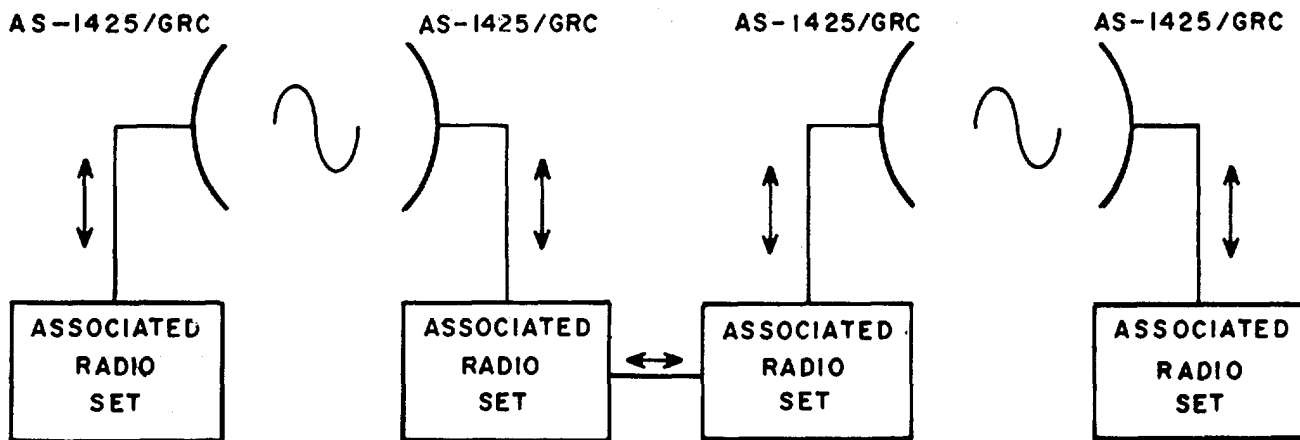 AS-1425/GRC AS-1425/GRC AS-1425/GRC AS-1425/GRC
ASSOCIATED
RADIO
SET
ASSOCIATED
RADIO
SET
ASSOCIATED
RADIO
SET
ASSOCIATED
RADIO
SET